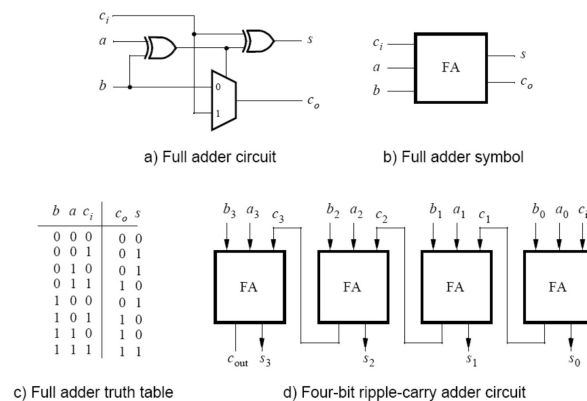 c_i
a
s
b
0
1
c_o
a) Full adder circuit
c_i
a
b
FA
s
c_o
b) Full adder symbol
b a c_i c_o s
0 0 0 0 0
0 0 1 0 1
0 1 0 0 1
0 1 1 1 0
1 0 0 0 1
1 0 1 1 0
1 1 0 1 0
1 1 1 1 1
c) Full adder truth table
b_3 a_3 c_3 b_2 a_2 c_2 b_1 a_1 c_1 b_0 a_0 c_i
FA FA FA FA
c_out s_3 s_2 s_1 s_0
d) Four-bit ripple-carry adder circuit